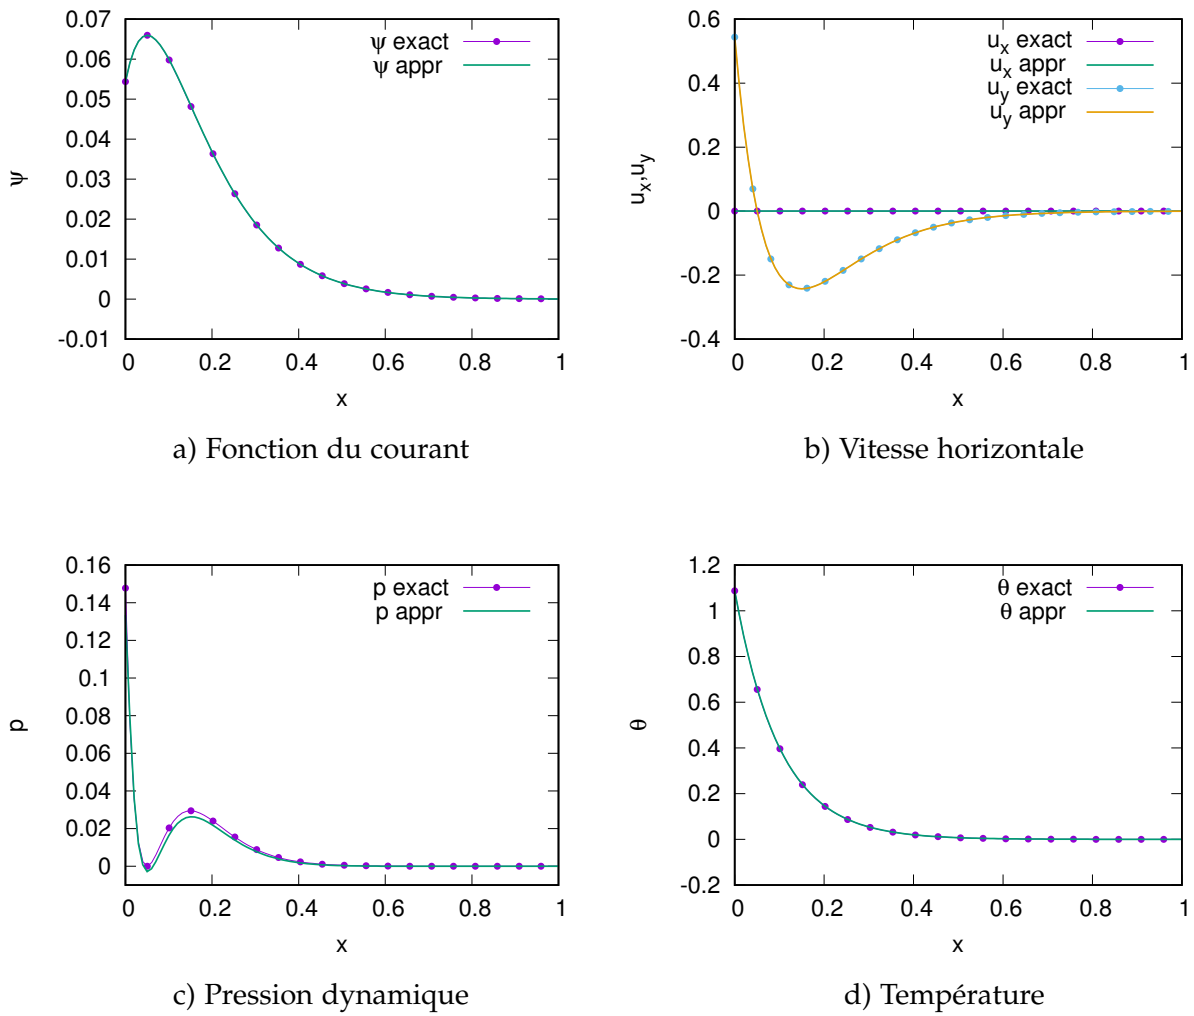 0.07
0.06
0.05
0.04
0.03
0.02
0.01
0
-0.01
ψ
ψ exact
ψ appr
0 0.2 0.4 0.6 0.8 1
x
a) Fonction du courant
0.6
0.4
0.2
0
-0.2
-0.4
u_x,u_y
u_x exact
u_x appr
u_y exact
u_y appr
0 0.2 0.4 0.6 0.8 1
x
b) Vitesse horizontale
0.16
0.14
0.12
0.1
0.08
0.06
0.04
0.02
0
p
p exact
p appr
0 0.2 0.4 0.6 0.8 1
x
c) Pression dynamique
1.2
1
0.8
0.6
0.4
0.2
0
-0.2
θ
θ exact
θ appr
0 0.2 0.4 0.6 0.8 1
x
d) Température